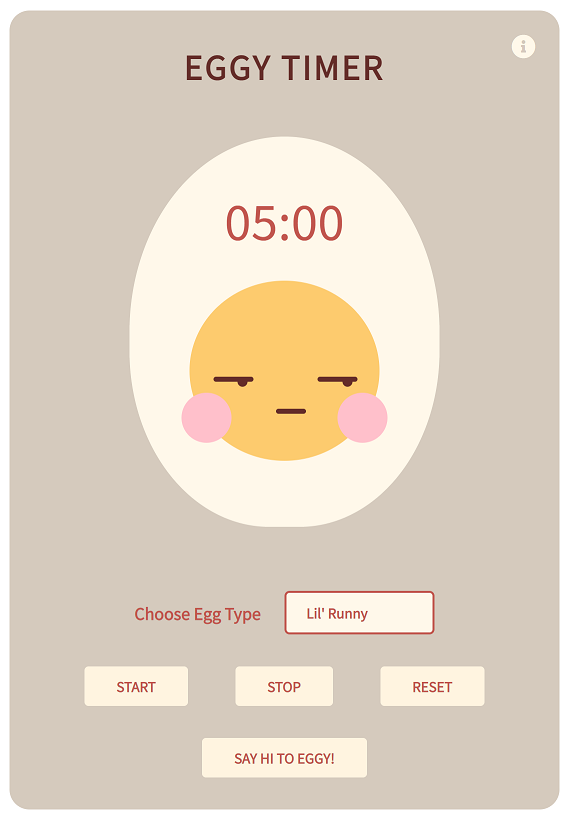 EGGY TIMER
i
05:00
Choose Egg Type
Lil' Runny
START
STOP
RESET
SAY HI TO EGGY!